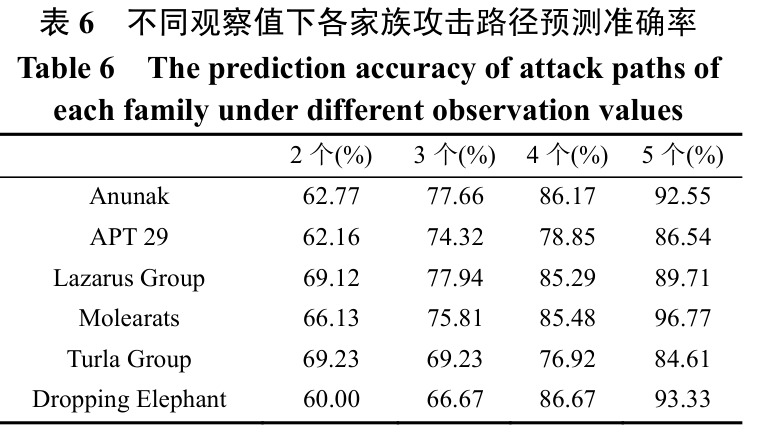 表 6 不同观察值下各家族攻击路径预测准确率
Table 6 The prediction accuracy of attack paths of
each family under different observation values
2 个(%) 3 个(%) 4 个(%) 5 个(%)
Anunak 62.77 77.66 86.17 92.55
APT 29 62.16 74.32 78.85 86.54
Lazarus Group 69.12 77.94 85.29 89.71
Molearats 66.13 75.81 85.48 96.77
Turla Group 69.23 69.23 76.92 84.61
Dropping Elephant 60.00 66.67 86.67 93.33